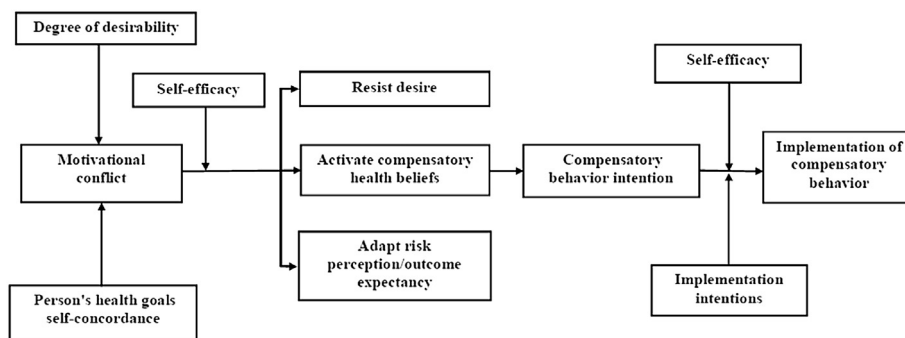 Degree of desirability
Self-efficacy
Resist desire
Self-efficacy
Motivational
conflict
Activate compensatory
health beliefs
Compensatory
behavior intention
Implementation of
compensatory
behavior
Adapt risk
perception/outcome
expectancy
Person's health goals
self-concordance
Implementation
intentions